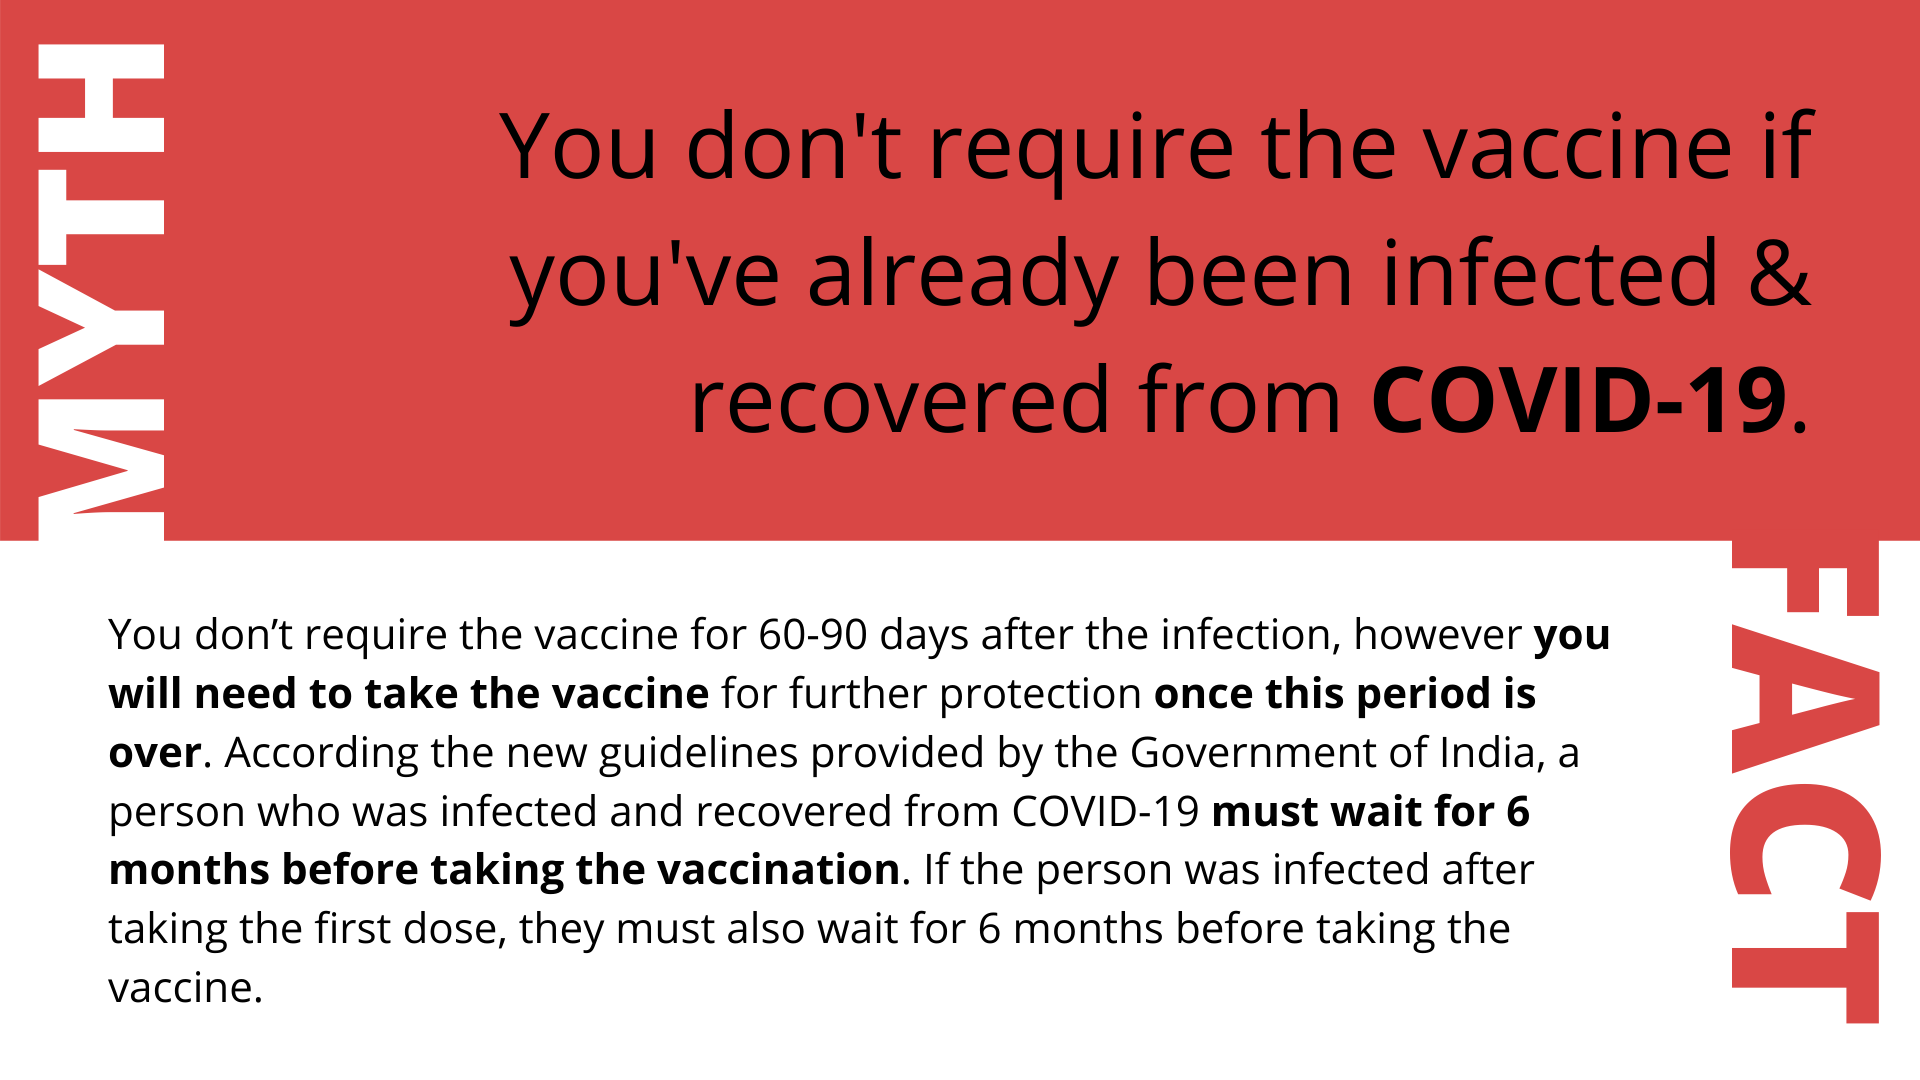 MYTH
You don't require the vaccine if
you've already been infected &
recovered from COVID-19.
FACT
You don’t require the vaccine for 60-90 days after the infection, however you
will need to take the vaccine for further protection once this period is
over. According the new guidelines provided by the Government of India, a
person who was infected and recovered from COVID-19 must wait for 6
months before taking the vaccination. If the person was infected after
taking the first dose, they must also wait for 6 months before taking the
vaccine.